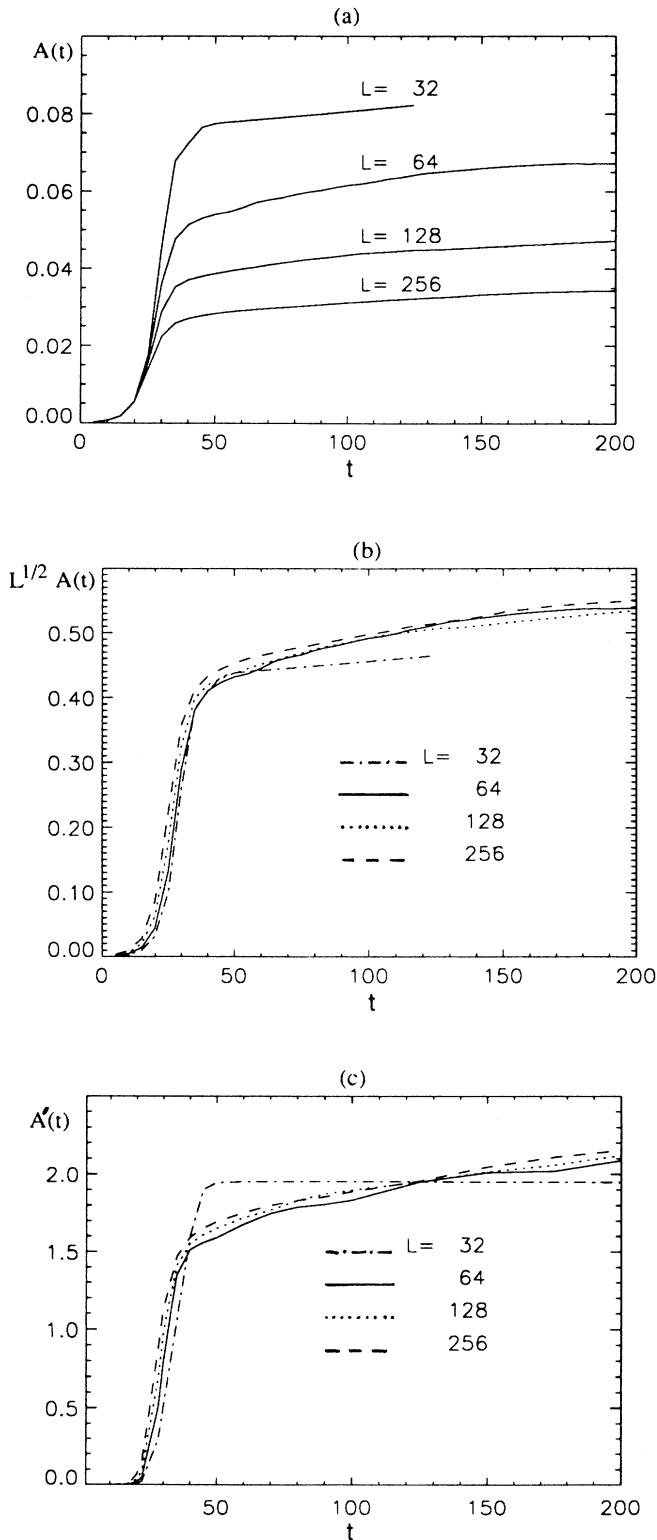 (a)
A(t)
L= 32
0.08
L= 64
0.06
L= 128
0.04
L= 256
0.02
0.00
0 50 100 150 200
t
(b)
L1/2 A(t)
0.50
0.40
L= 32
0.30
64
0.20
128
256
0.10
0.00
0 50 100 150 200
t
(c)
A′(t)
2.0
1.5
L= 32
64
1.0
128
256
0.5
0.0
50 100 150 200
t